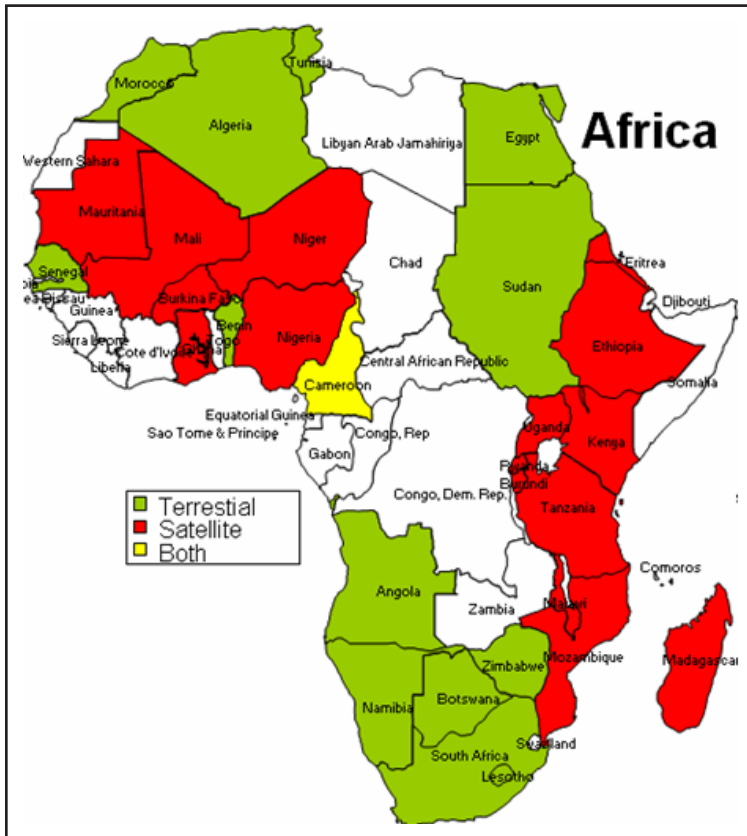 Africa
Tunisia
Morocco
Algeria
Libyan Arab Jamahiriya
Egypt
Western Sahara
Mauritania
Mali
Niger
Chad
Eritrea
Senegal
Sudan
Burkina Faso
Djibouti
Guinea
Benin
Togo
Nigeria
Ethiopia
Sierra Leone
Cote d'Ivoire
Liberia
Central African Republic
Somalia
Cameroon
Equatorial Guinea
Sao Tome & Principe
Congo, Rep
Uganda
Kenya
Gabon
Rwanda
Burundi
Congo, Dem. Rep.
Tanzania
Terrestial
Satellite
Both
Comoros
Angola
Zambia
Malawi
Mozambique
Madagascar
Zimbabwe
Namibia
Botswana
South Africa
Swaziland
Lesotho